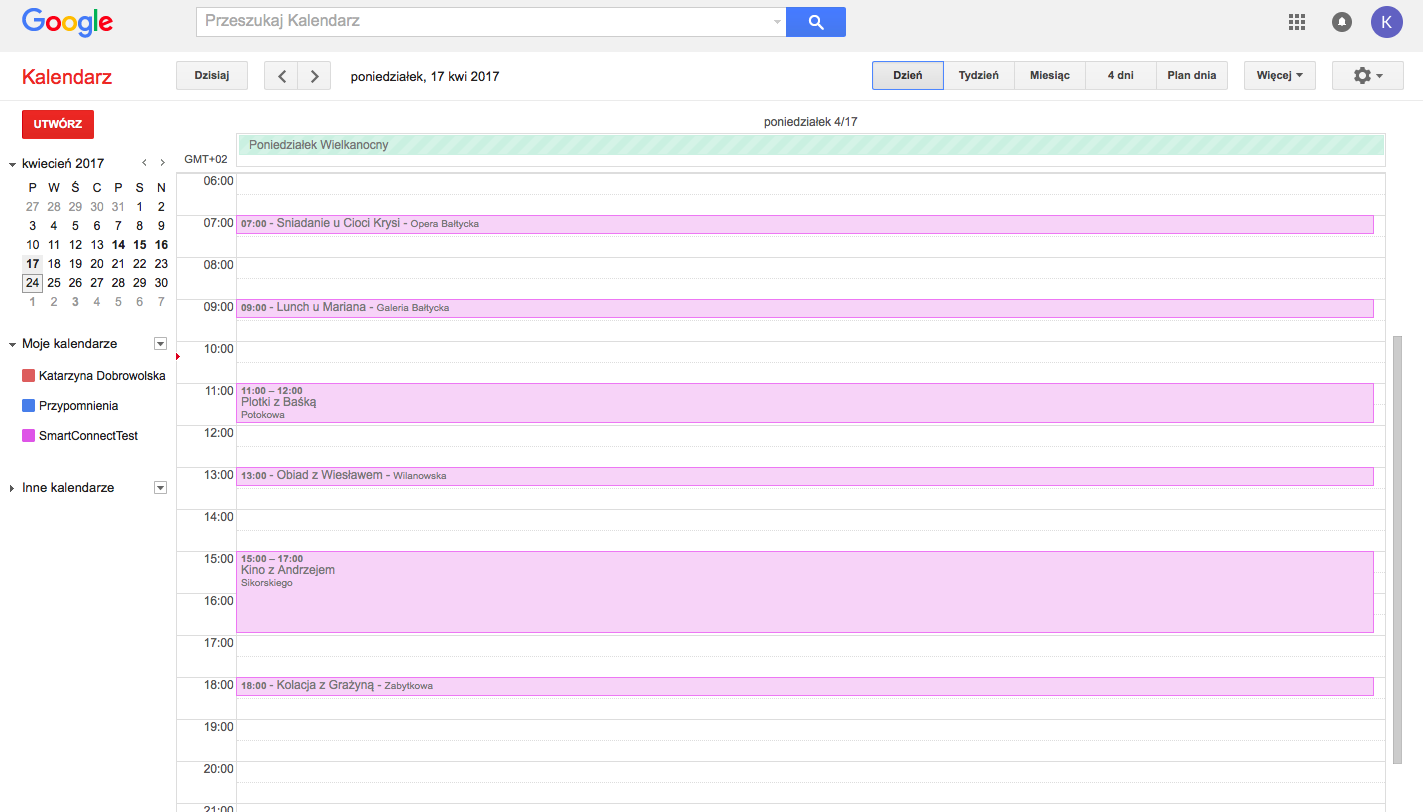 Google
Przeszukaj Kalendarz
K
Kalendarz
Dzisiaj
poniedziałek, 17 kwi 2017
Dzień Tydzień Miesiąc 4 dni Plan dnia Więcej
UTWÓRZ
kwiecień 2017
P W Ś C P S N
27 28 29 30 31 1 2
3 4 5 6 7 8 9
10 11 12 13 14 15 16
17 18 19 20 21 22 23
24 25 26 27 28 29 30
1 2 3 4 5 6 7
Moje kalendarze
Katarzyna Dobrowolska
Przypomnienia
SmartConnectTest
Inne kalendarze
poniedziałek 4/17
Poniedziałek Wielkanocny
GMT+02
06:00
07:00
07:00 - Sniadanie u Cioci Krysi - Opera Bałtycka
08:00
09:00
09:00 - Lunch u Mariana - Galeria Bałtycka
10:00
11:00
11:00 – 12:00
Plotki z Baśką
Potokowa
12:00
13:00
13:00 - Obiad z Wiesławem - Wilanowska
14:00
15:00
15:00 – 17:00
Kino z Andrzejem
Sikorskiego
16:00
17:00
18:00
18:00 - Kolacja z Grażyną - Zabytkowa
19:00
20:00
21:00